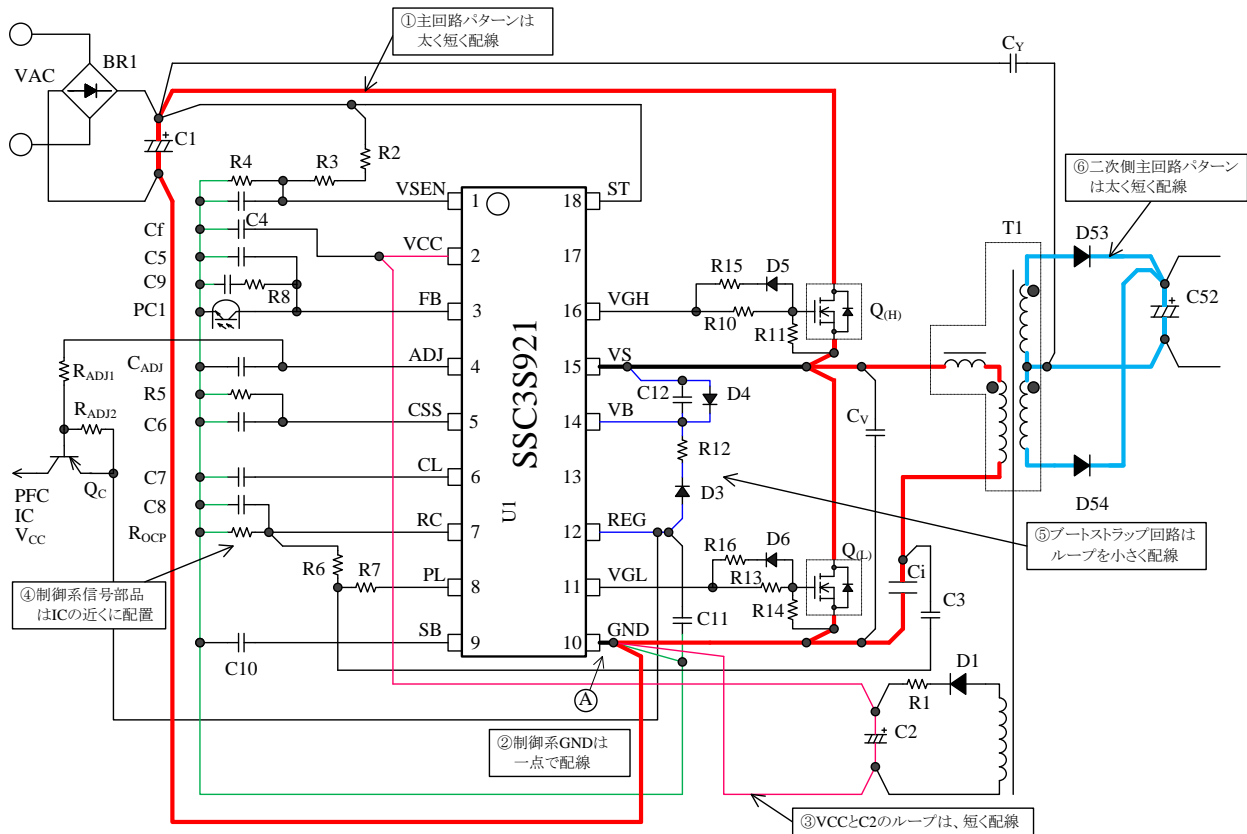 ①主回路パターンは
太く短く配線
CY
VAC
BR1
C1
R2
R4
R3
VSEN
1
18
ST
⑥二次側主回路パターン
は太く短く配線
Cf
C4
VCC
2
17
T1
D53
C5
C9
R8
R15
D5
C52
PC1
FB
3
16
VGH
R10
R11
Q(H)
RADJ1
CADJ
ADJ
4
15
VS
R5
C12
D4
RADJ2
C6
CSS
5
14
VB
CV
SSC3S921
R12
C7
CL
6
13
D3
D54
QC
PFC
IC
VCC
C8
U1
ROCP
RC
7
12
REG
⑤ブートストラップ回路は
ループを小さく配線
R6
R16
D6
Q(L)
④制御系信号部品
はICの近くに配置
R7
PL
8
11
VGL
R13
R14
Ci
C3
C11
C10
SB
9
10
GND
A
D1
R1
C2
②制御系GNDは
一点で配線
③VCCとC2のループは、短く配線